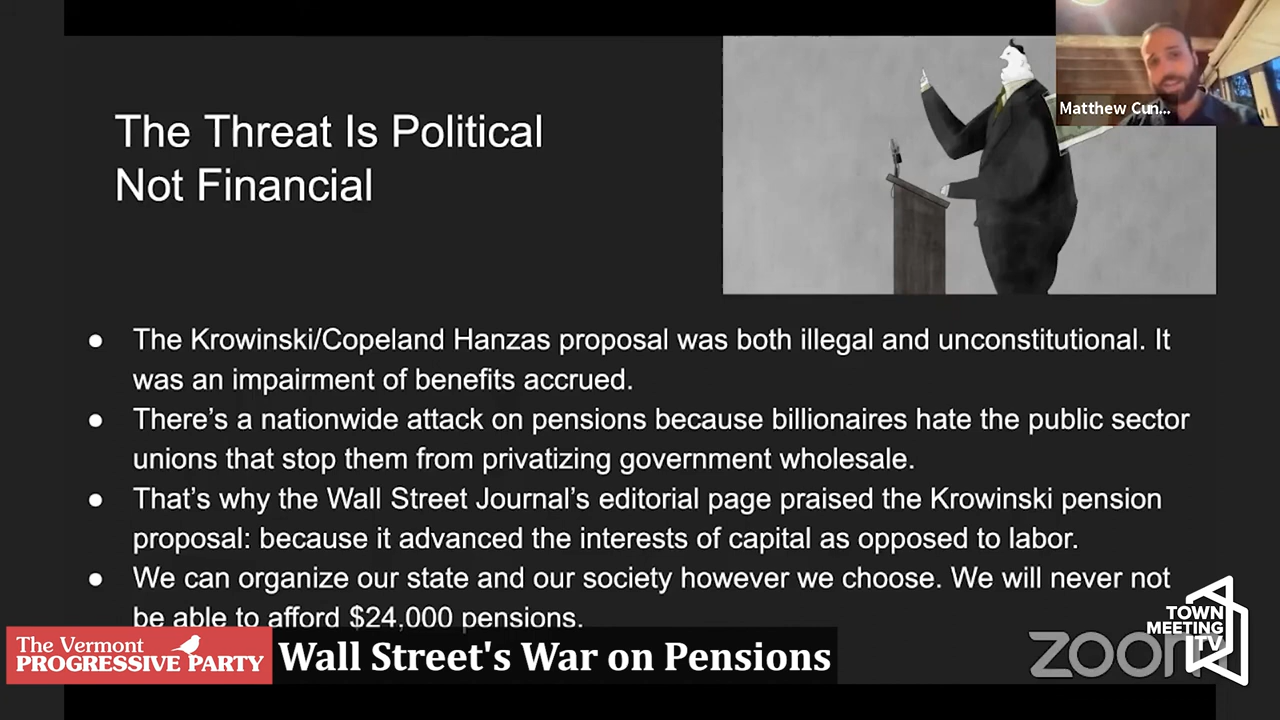 Matthew Cun...
The Threat Is Political
Not Financial
● The Krowinski/Copeland Hanzas proposal was both illegal and unconstitutional. It
was an impairment of benefits accrued.
● There's a nationwide attack on pensions because billionaires hate the public sector
unions that stop them from privatizing government wholesale.
● That's why the Wall Street Journal's editorial page praised the Krowinski pension
proposal: because it advanced the interests of capital as opposed to labor.
● We can organize our state and our society however we choose. We will never not
be able to afford $24,000 pensions.
The Vermont
PROGRESSIVE PARTY
Wall Street's War on Pensions
zoom
TOWN
MEETING
TV